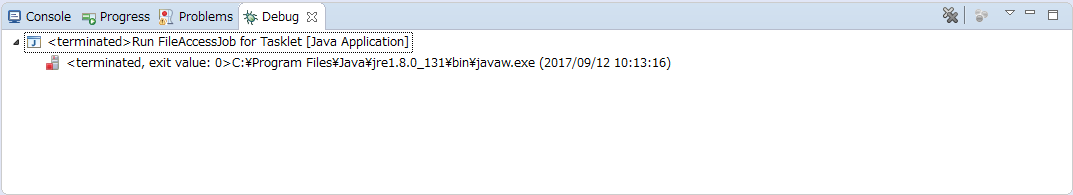 Console Progress Problems Debug
<terminated>Run FileAccessJob for Tasklet [Java Application]
<terminated, exit value: 0>C:¥Program Files¥Java¥jre1.8.0_131¥bin¥javaw.exe (2017/09/12 10:13:16)